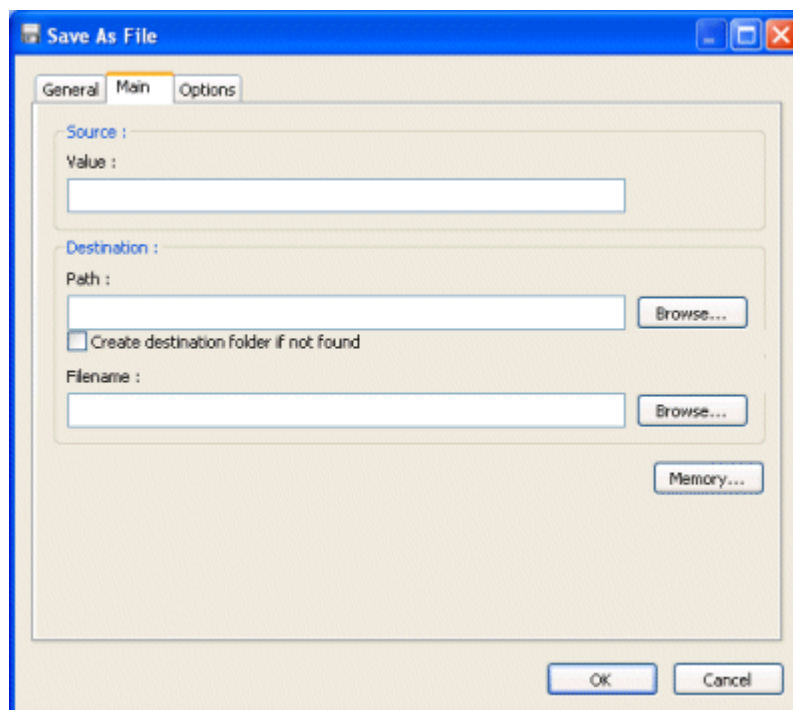 Save As File
General Main Options
Source :
Value :
Destination :
Path :
Browse...
Create destination folder if not found
Filename :
Browse...
Memory...
OK Cancel